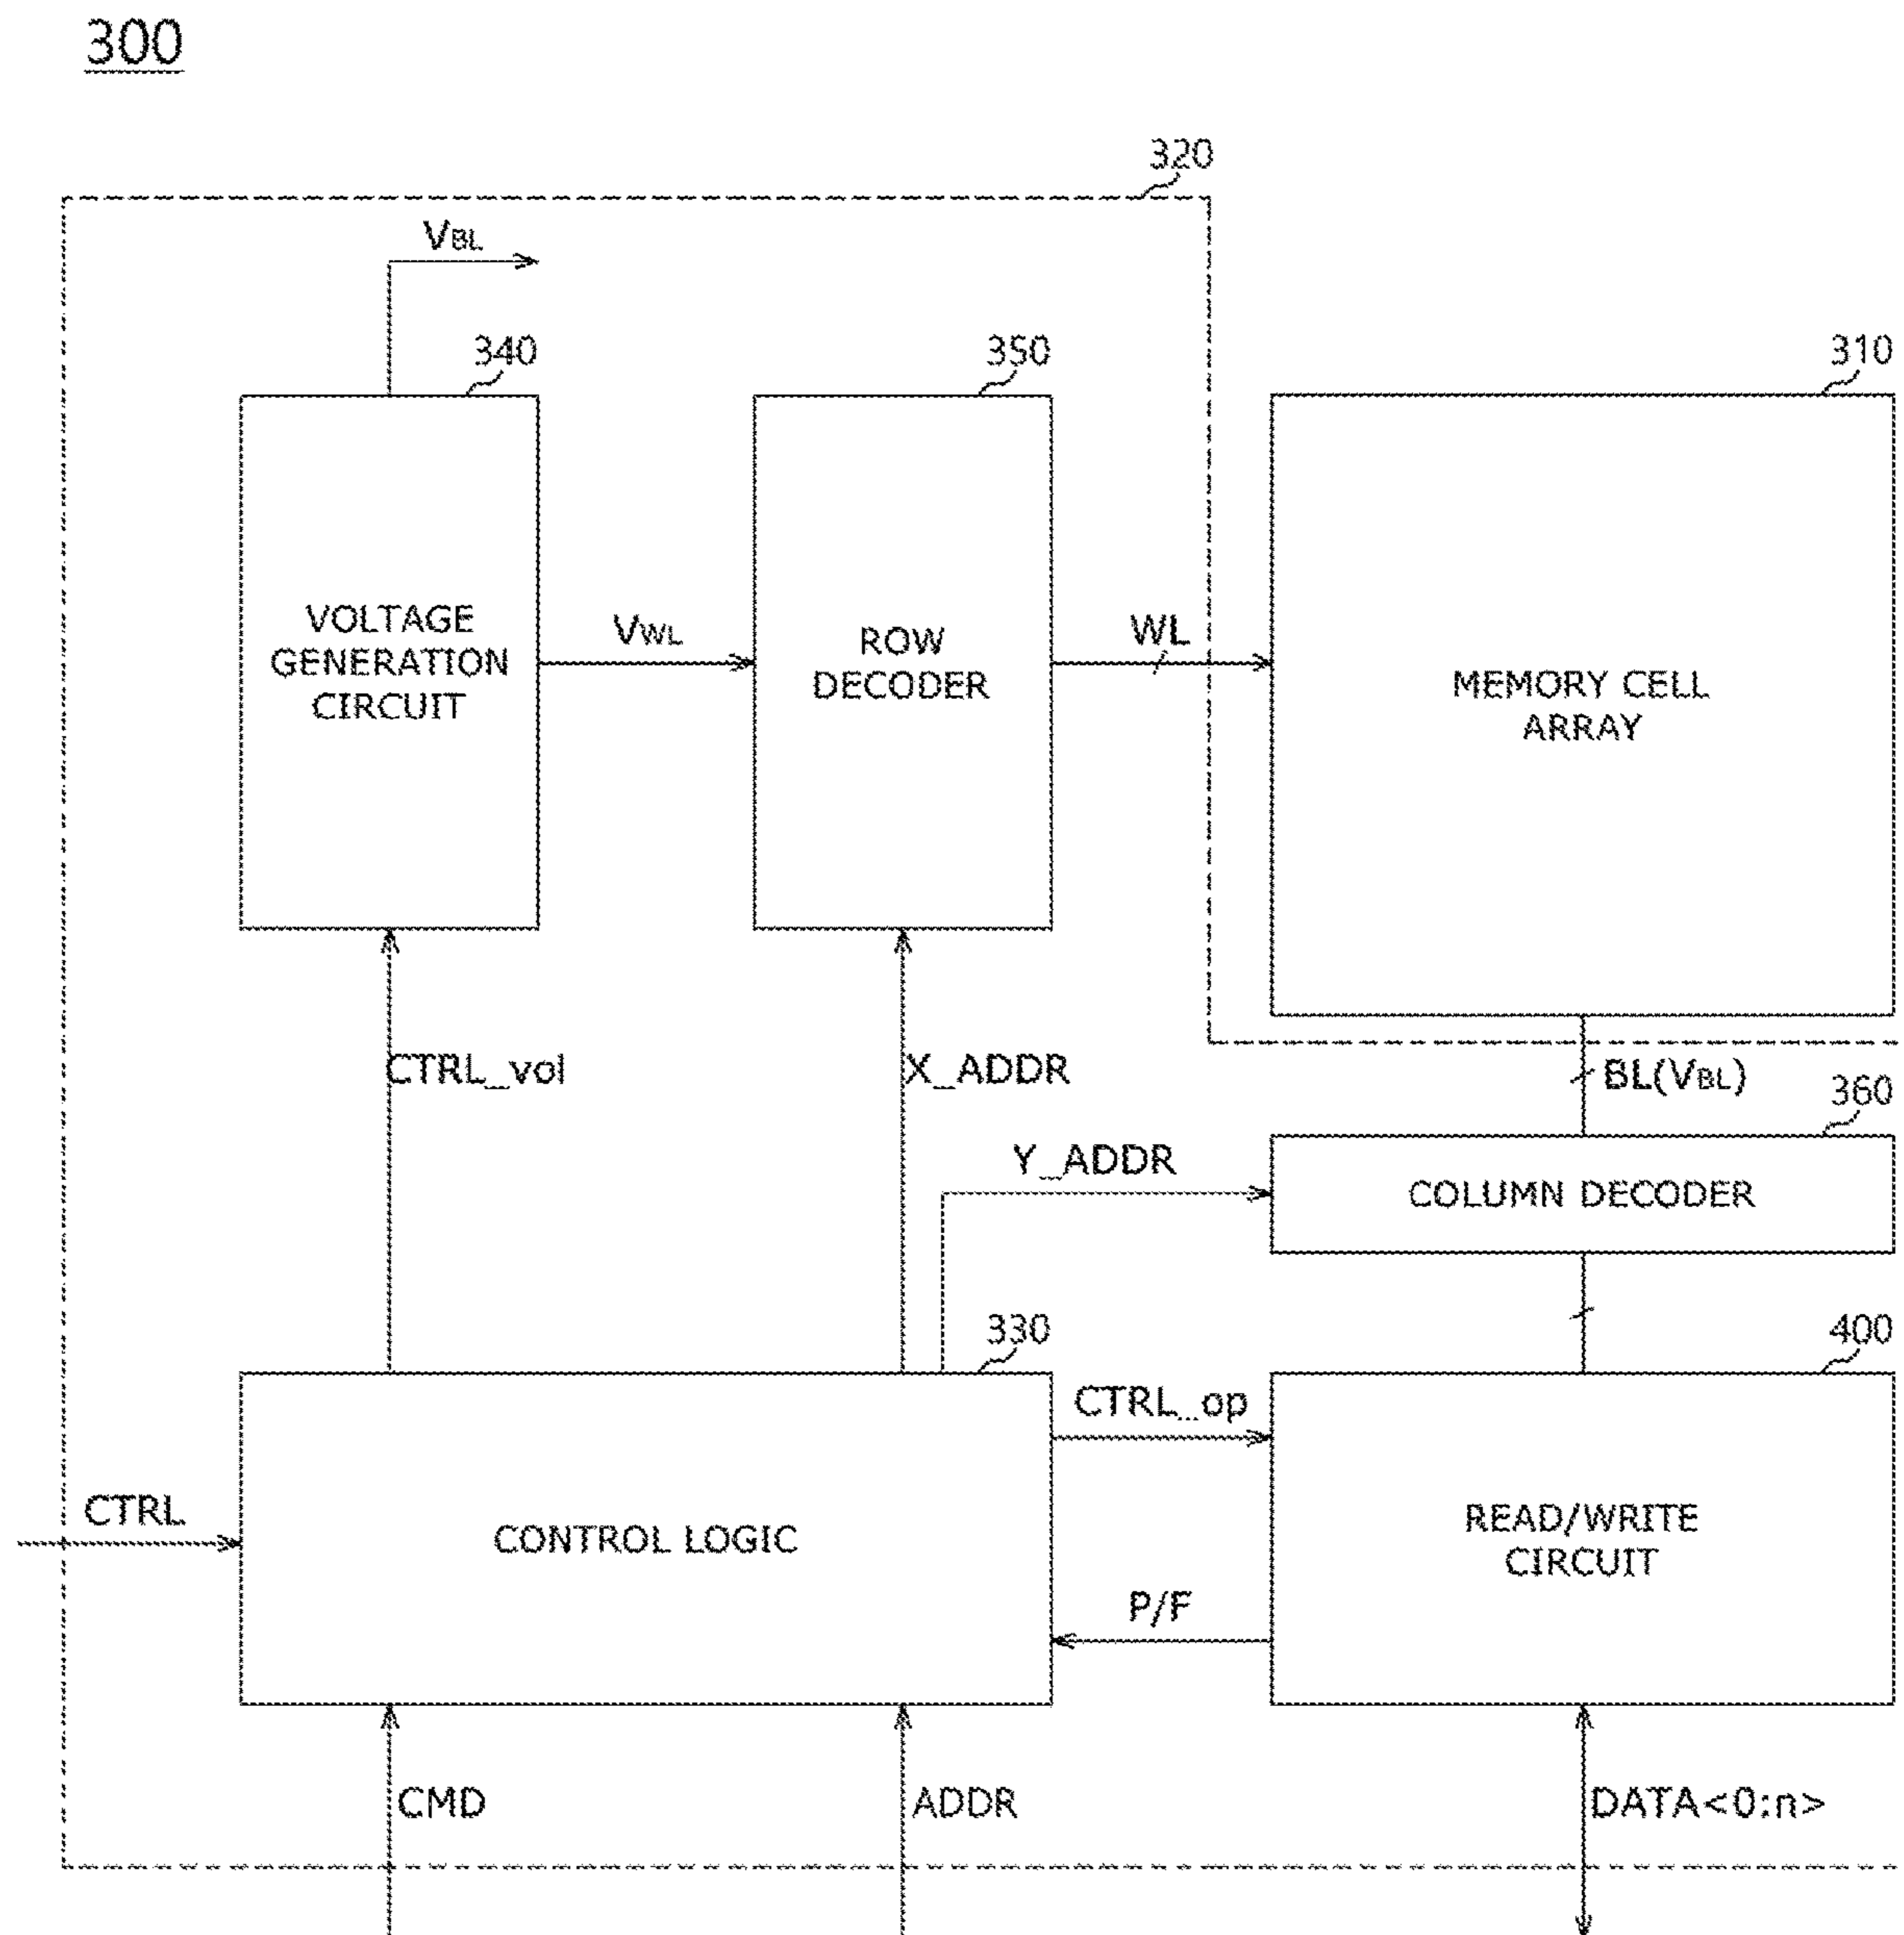 300
320
VBL
340
350
310
VOLTAGE
GENERATION
CIRCUIT
VWL
ROW
DECODER
WL
MEMORY CELL
ARRAY
CTRL_vol
X_ADDR
BL(VBL)
360
Y_ADDR
COLUMN DECODER
330
400
CTRL_op
CTRL
CONTROL LOGIC
READ/WRITE
CIRCUIT
P/F
CMD
ADDR
DATA<0:n>